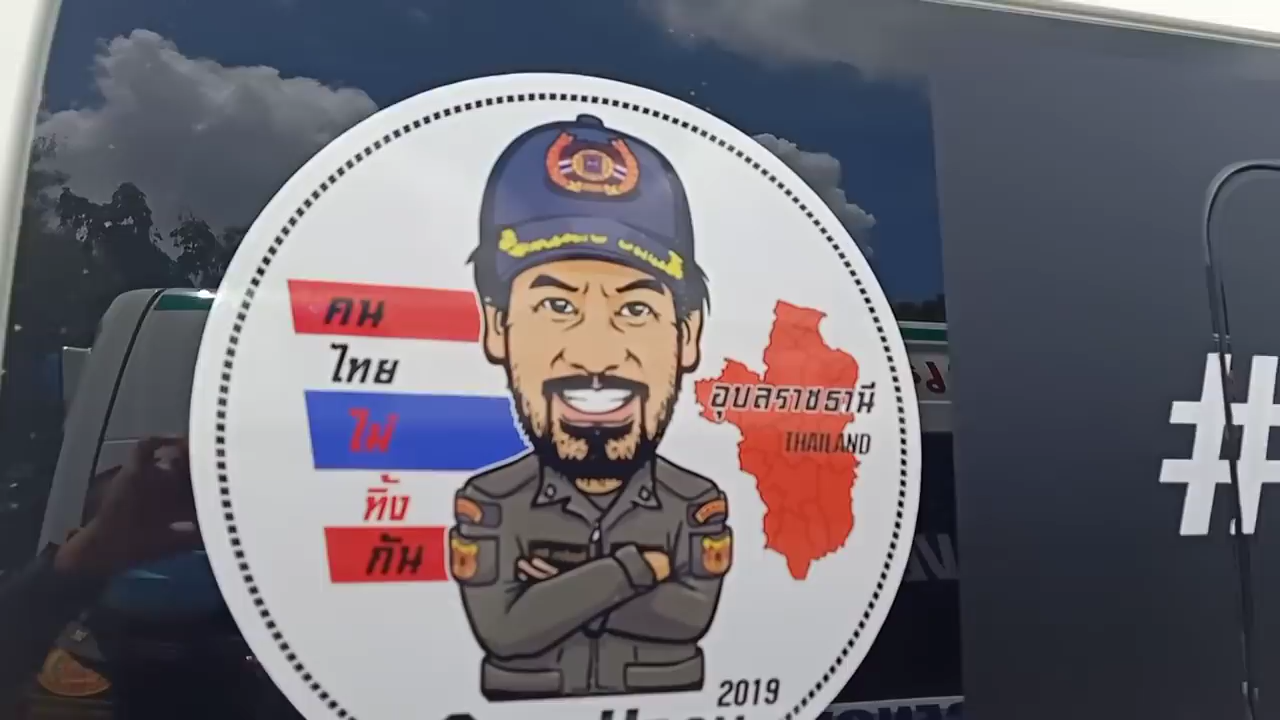 คน
ไทย
ไม่
ทิ้ง
กัน
อุบลราชธานี
THAILAND
2019
#